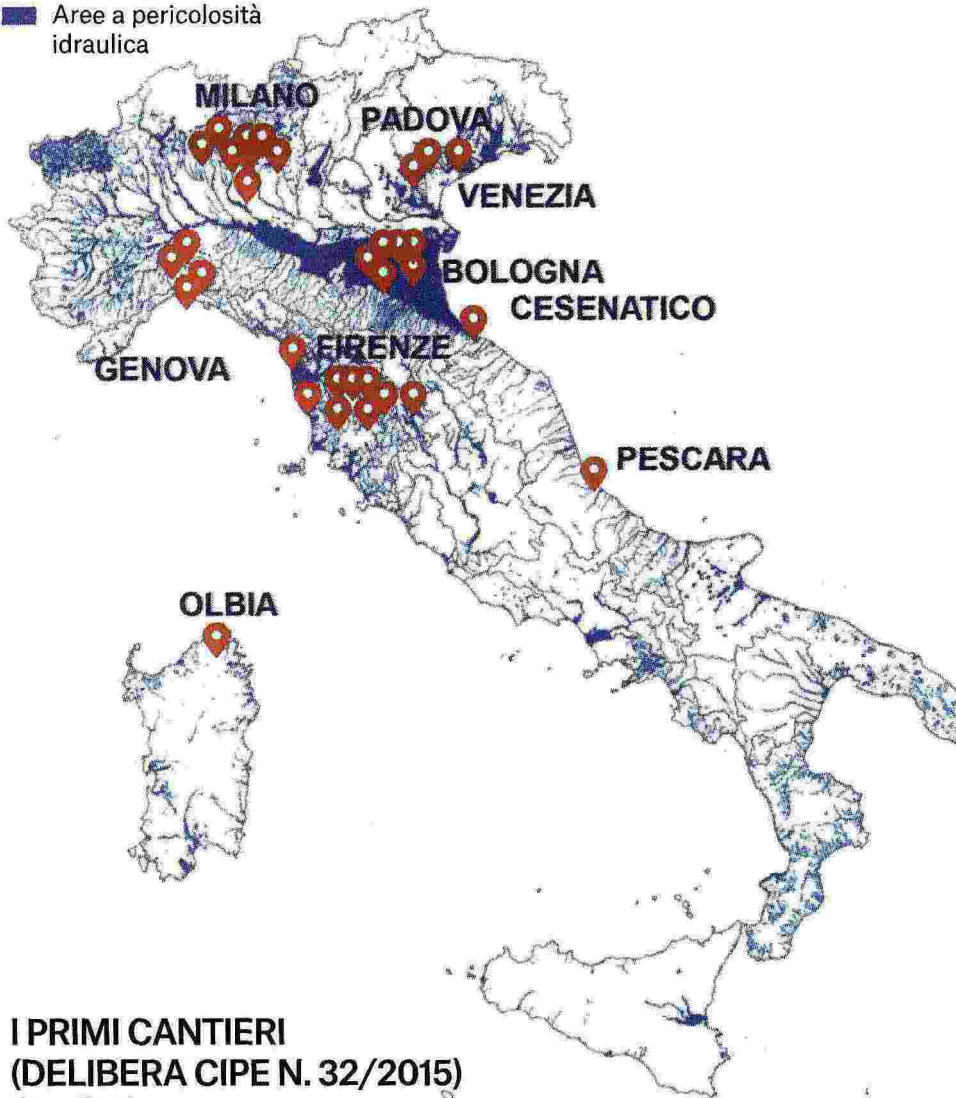 Aree a pericolosità
idraulica
MILANO
PADOVA
VENEZIA
BOLOGNA
CESENATICO
FIRENZE
GENOVA
PESCARA
OLBIA
I PRIMI CANTIERI
(DELIBERA CIPE N. 32/2015)